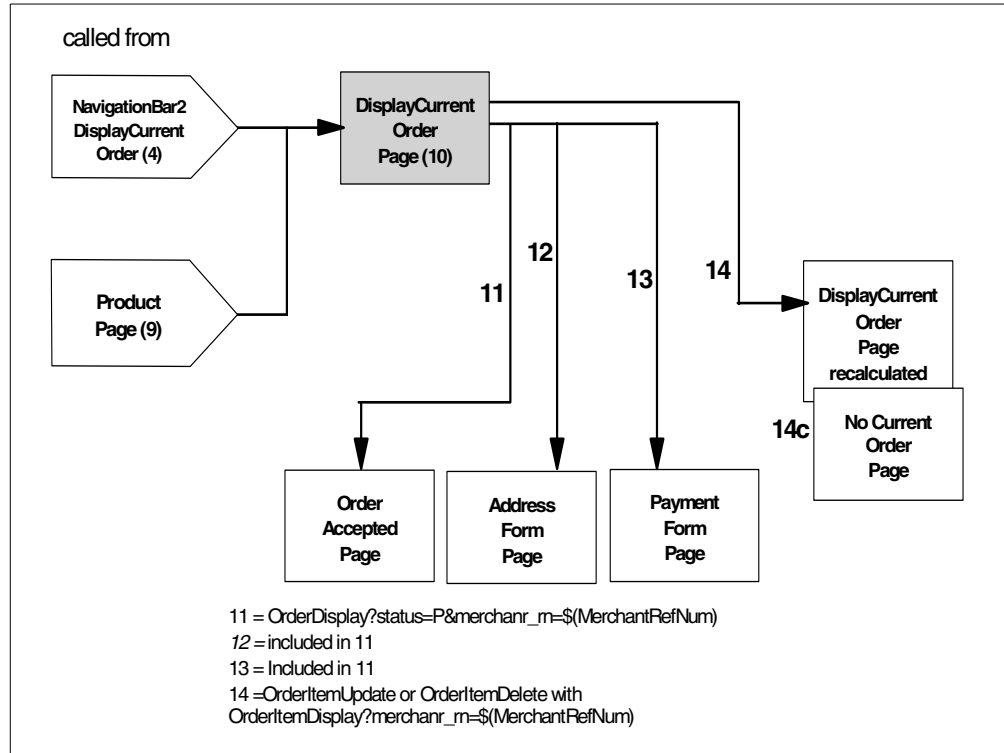 called from
NavigationBar2
DisplayCurrent
Order (4)
DisplayCurrent
Order
Page (10)
Product
Page (9)
11
12
13
14
DisplayCurrent
Order
Page
recalculated
14c
No Current
Order
Page
Order
Accepted
Page
Address
Form
Page
Payment
Form
Page
11 = OrderDisplay?status=P&merchanr_rn=$(MerchantRefNum)
12 = included in 11
13 = Included in 11
14 =OrderItemUpdate or OrderItemDelete with
OrderItemDisplay?merchanr_rn=$(MerchantRefNum)